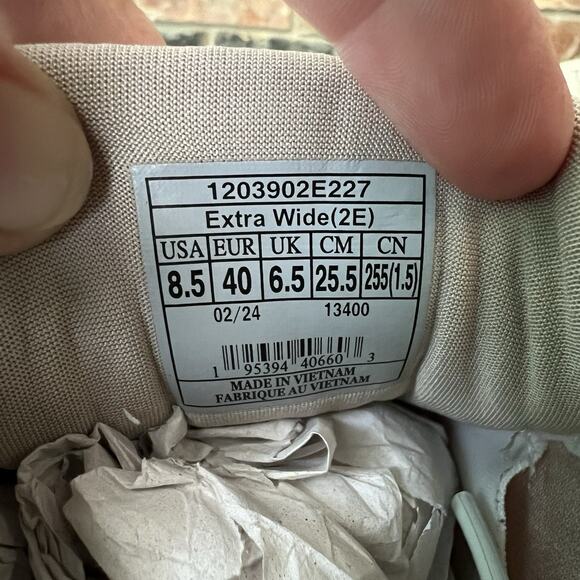 1203902E227
Extra Wide(2E)
USA EUR UK CM CN
8.5 40 6.5 25.5 255(1.5)
02/24 13400
1 95394 40660 3
MADE IN VIETNAM
FABRIQUE AU VIETNAM